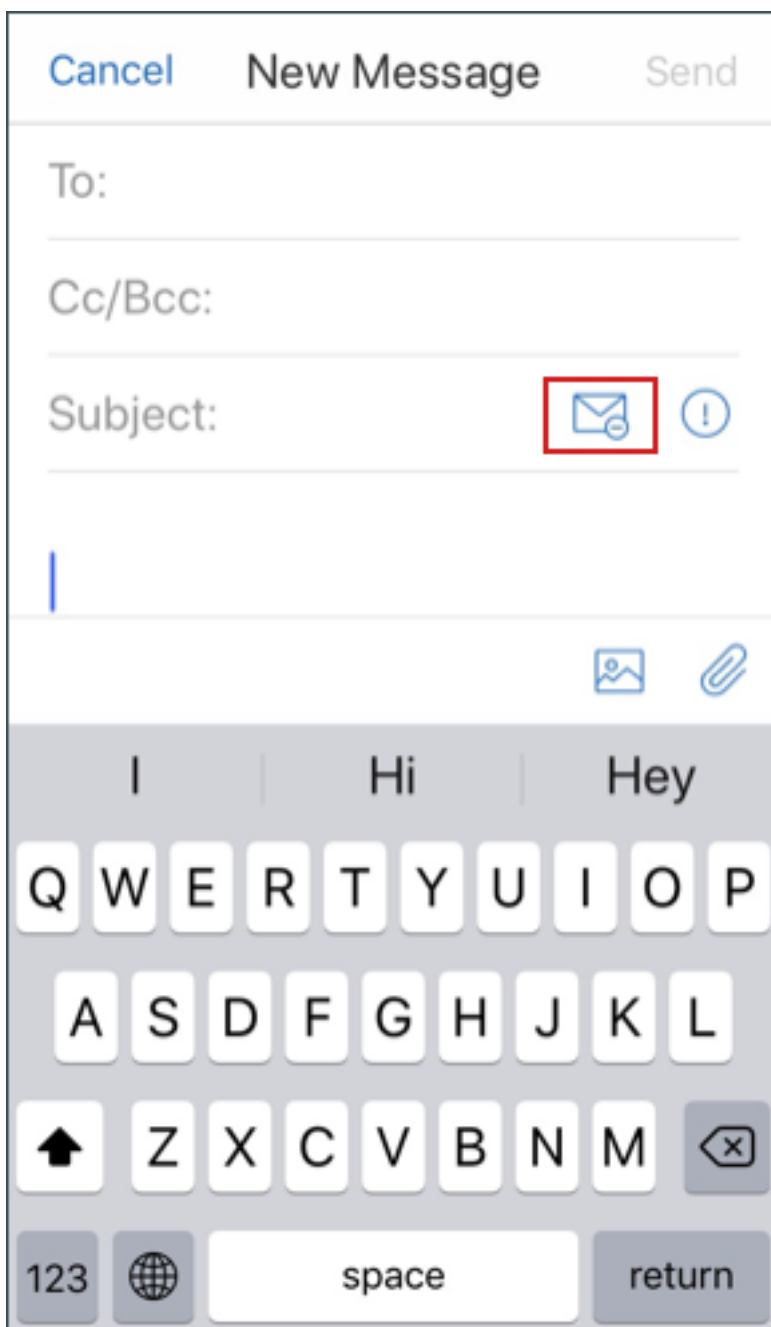 Cancel New Message Send
To:
Cc/Bcc:
Subject:
I Hi Hey
Q W E R T Y U I O P
A S D F G H J K L
Z X C V B N M
123 space return